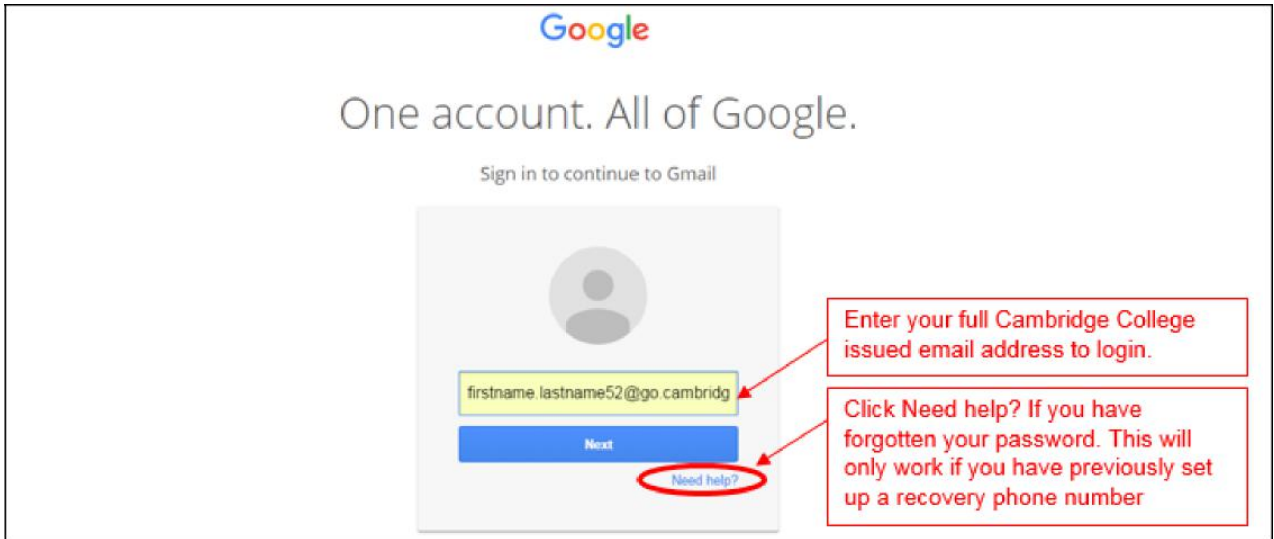 Google
One account. All of Google.
Sign in to continue to Gmail
Enter your full Cambridge College
issued email address to login.
firstname.lastname52@go.cambridg
Next
Need help?
Click Need help? If you have
forgotten your password. This will
only work if you have previously set
up a recovery phone number